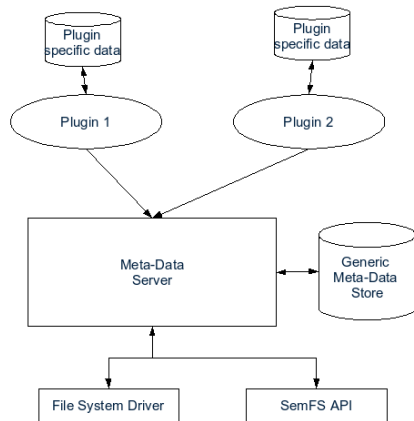 Plugin
specific data
Plugin
specific data
Plugin 1
Plugin 2
Meta-Data
Server
Generic
Meta-Data
Store
File System Driver
SemFS API